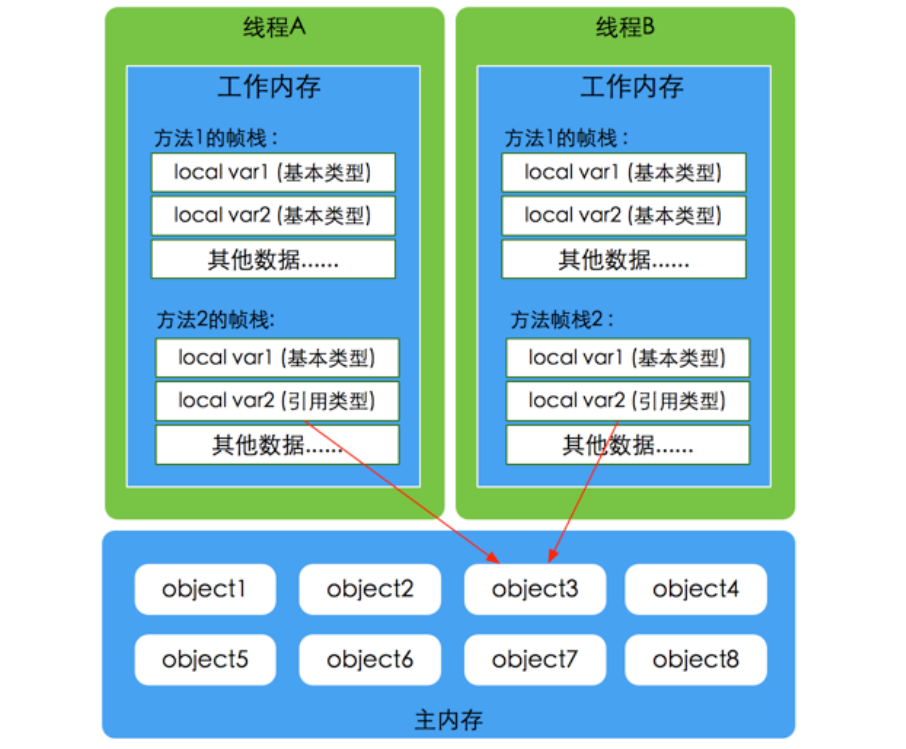 线程A
工作内存
方法1的帧栈：
local var1 (基本类型)
local var2 (基本类型)
其他数据......
方法2的帧栈:
local var1 (基本类型)
local var2 (引用类型)
其他数据......
线程B
工作内存
方法1的帧栈：
local var1 (基本类型)
local var2 (基本类型)
其他数据......
方法帧栈2：
local var1 (基本类型)
local var2 (引用类型)
其他数据......
object1
object2
object3
object4
object5
object6
object7
object8
主内存